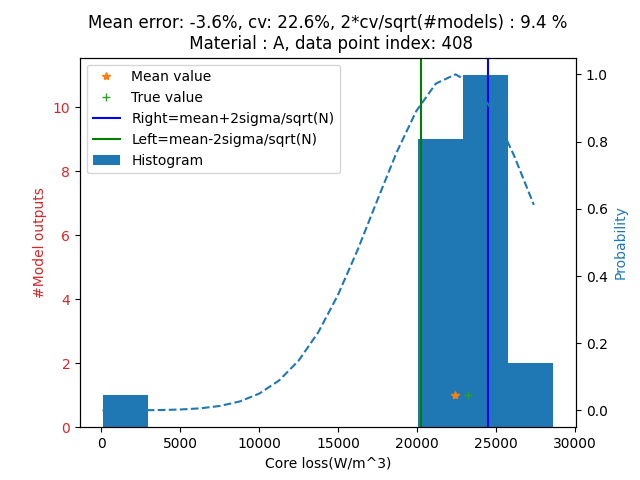 Mean error: -3.6%, cv: 22.6%, 2*cv/sqrt(#models) : 9.4 %
Material : A, data point index: 408
Mean value
True value
Right=mean+2sigma/sqrt(N)
Left=mean-2sigma/sqrt(N)
Histogram
#Model outputs
10
8
6
4
2
0
1.0
0.8
0.6
0.4
0.2
0.0
Probability
0 5000 10000 15000 20000 25000 30000
Core loss(W/m^3)